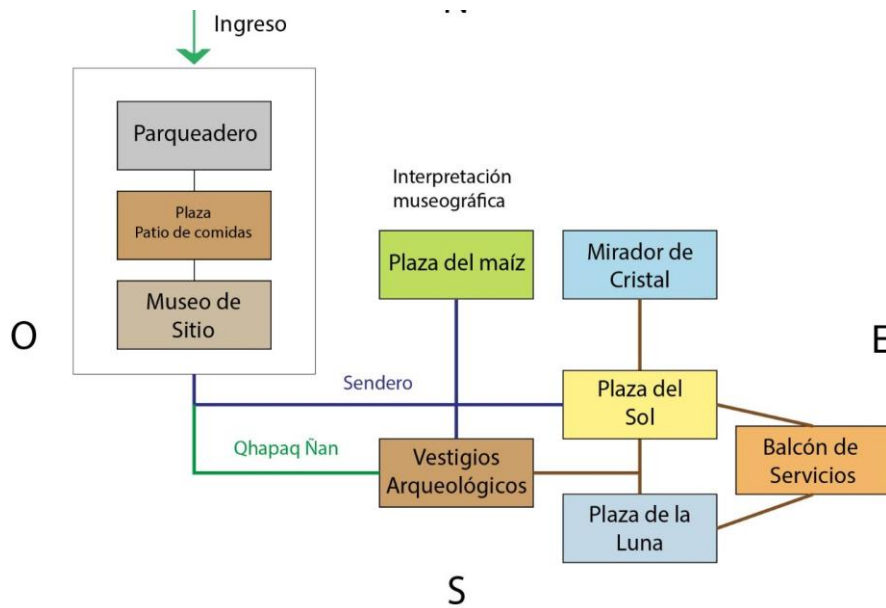 Ingreso
Parqueadero
Plaza
Patio de comidas
Museo de
Sitio
Interpretación
museográfica
Plaza del maíz
Mirador de
Cristal
O
E
Sendero
Plaza del
Sol
Qhapaq Ñan
Vestigios
Arqueológicos
Balcón de
Servicios
Plaza de la
Luna
S